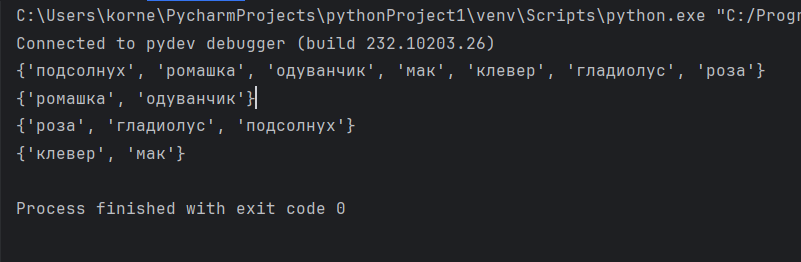 C:\Users\korne\PycharmProjects\pythonProject1\venv\Scripts\python.exe "C:/Progr
Connected to pydev debugger (build 232.10203.26)
{'подсолнух', 'ромашка', 'одуванчик', 'мак', 'клевер', 'гладиолус', 'роза'}
{'ромашка', 'одуванчик'}
{'роза', 'гладиолус', 'подсолнух'}
{'клевер', 'мак'}
Process finished with exit code 0